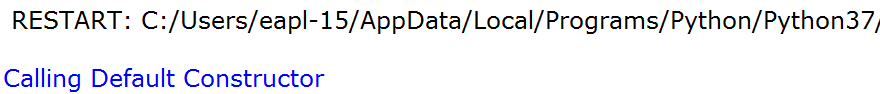 RESTART: C:/Users/eapl-15/AppData/Local/Programs/Python/Python37/
Calling Default Constructor